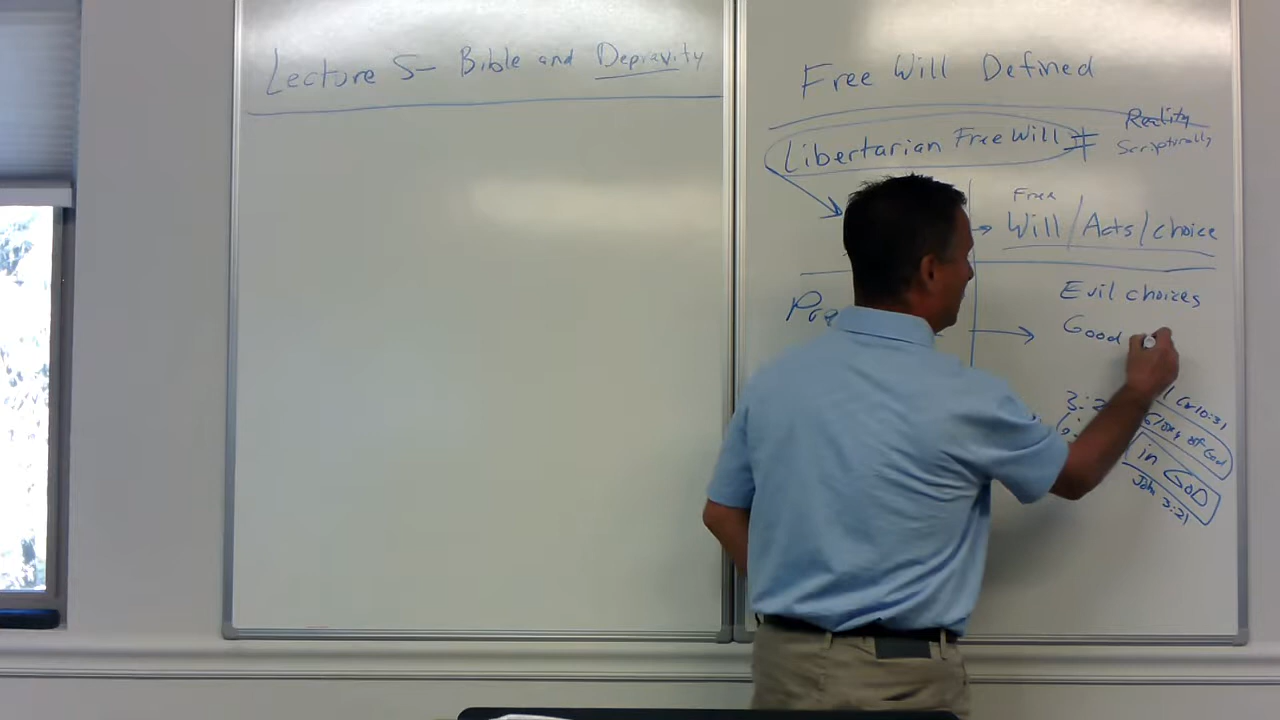 Lecture 5- Bible and Depravity
Free Will Defined
Libertarian Free Will ≠ Reality
Scripturally
Free
Will/Acts/choice
Evil choices
Good
1 Cor 10:31
Glory of God
in GOD
John 3:21